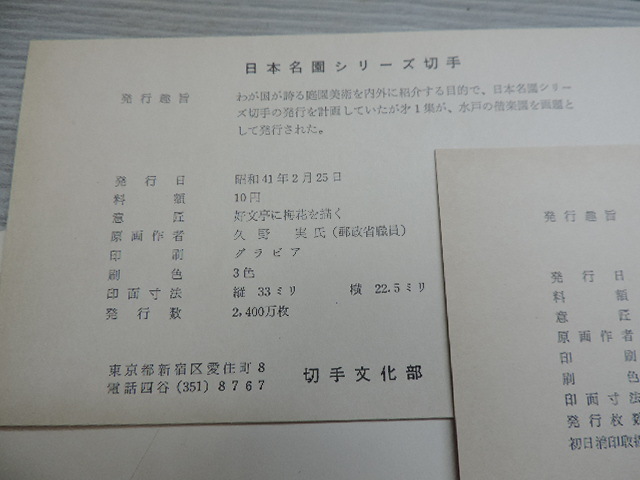 日本名園シリーズ切手
発行趣旨 わが国が誇る庭園美術を内外に紹介する目的で、日本名園シリー
ズ切手の発行を計画していたが才1集が、水戸の偕楽園を画題と
して発行された。
発行日 昭和41年2月25日
料額 10円
意匠 好文亭に梅花を描く
原画作者 久野 実氏（郵政省職員）
印刷 グラビア
刷色 3色
印面寸法 縦 33ミリ 横 22.5ミリ
発行数 2,400万枚
東京都新宿区愛住町8
電話四谷(351)8767
切手文化部
発行趣旨
発行日
料額
意匠
原画作者
印刷
刷色
印面寸法
発行枚数
初日消印取扱